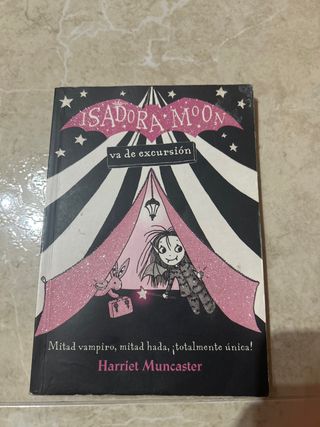 ISADORA MOON
va de excursión
Mitad vampiro, mitad hada, ¡totalmente única!
Harriet Muncaster